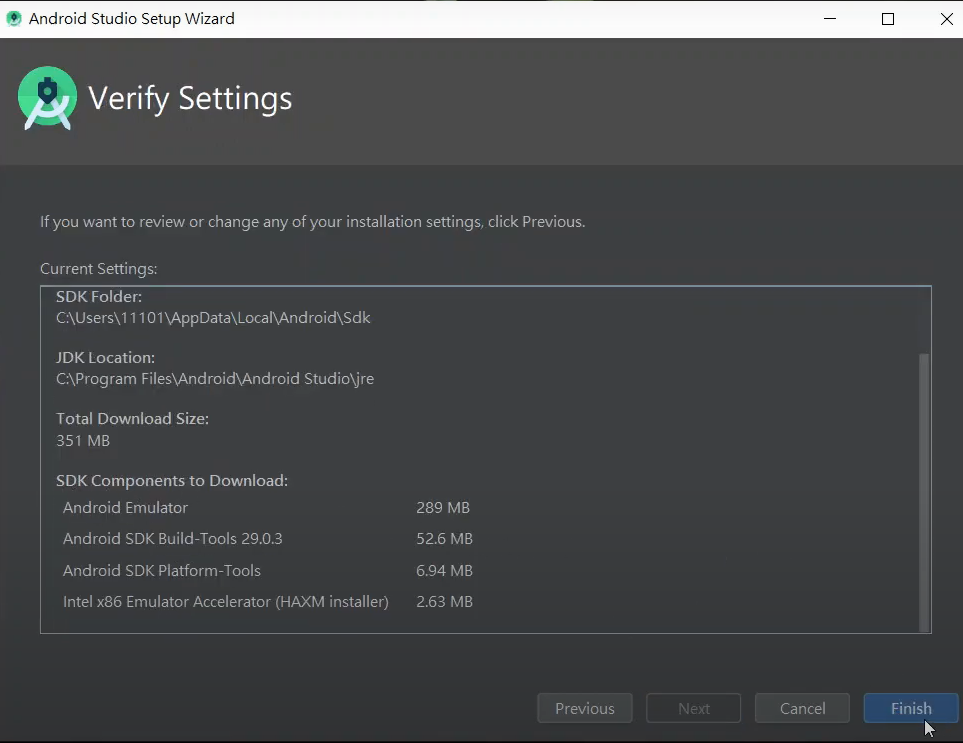 Android Studio Setup Wizard
Verify Settings
If you want to review or change any of your installation settings, click Previous.
Current Settings:
SDK Folder:
C:\Users\11101\AppData\Local\Android\Sdk
JDK Location:
C:\Program Files\Android\Android Studio\jre
Total Download Size:
351 MB
SDK Components to Download:
Android Emulator 289 MB
Android SDK Build-Tools 29.0.3 52.6 MB
Android SDK Platform-Tools 6.94 MB
Intel x86 Emulator Accelerator (HAXM installer) 2.63 MB
Previous Next Cancel Finish